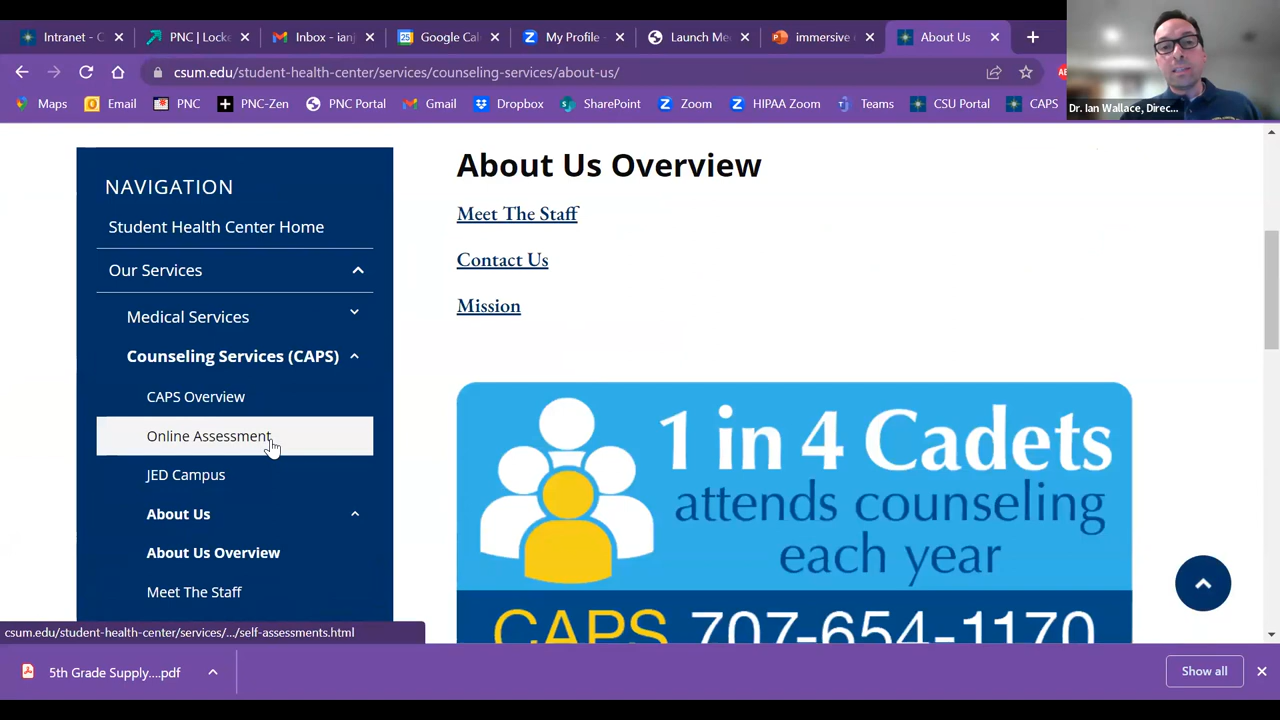 Intranet - C
PNC | Locke
Inbox - ianj
Google Cal
My Profile -
Launch Me
immersive c
About Us
csum.edu/student-health-center/services/counseling-services/about-us/
Maps
Email
PNC
PNC-Zen
PNC Portal
Gmail
Dropbox
SharePoint
Zoom
HIPAA Zoom
Teams
CSU Portal
CAPS
Dr. Ian Wallace, Direc...
NAVIGATION
Student Health Center Home
Our Services
Medical Services
Counseling Services (CAPS)
CAPS Overview
Online Assessment
JED Campus
About Us
About Us Overview
Meet The Staff
About Us Overview
Meet The Staff
Contact Us
Mission
1 in 4 Cadets
attends counseling
each year
CAPS 707-654-1170
csum.edu/student-health-center/services/.../self-assessments.html
5th Grade Supply....pdf
Show all